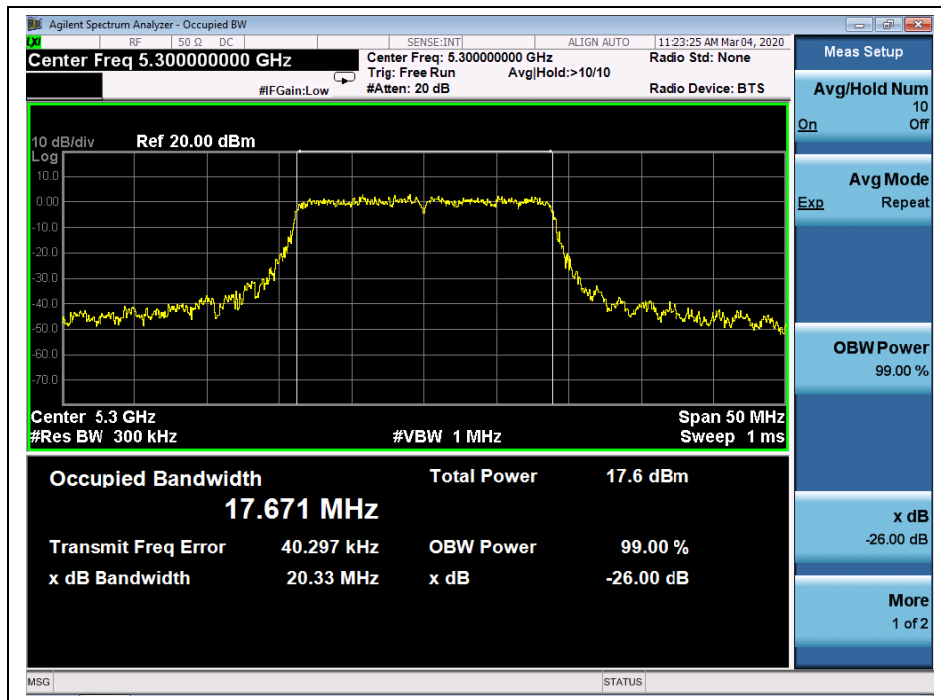 Agilent Spectrum Analyzer - Occupied BW
LXI RF 50 Ω DC SENSE:INT ALIGN AUTO 11:23:25 AM Mar 04, 2020
Center Freq 5.300000000 GHz Center Freq: 5.300000000 GHz Radio Std: None
Trig: Free Run Avg|Hold:>10/10
#IFGain:Low #Atten: 20 dB Radio Device: BTS
10 dB/div Ref 20.00 dBm
Log
10.0
0.00
-10.0
-20.0
-30.0
-40.0
-50.0
-60.0
-70.0
Center 5.3 GHz Span 50 MHz
#Res BW 300 kHz #VBW 1 MHz Sweep 1 ms
Occupied Bandwidth Total Power 17.6 dBm
17.671 MHz
Transmit Freq Error 40.297 kHz OBW Power 99.00 %
x dB Bandwidth 20.33 MHz x dB -26.00 dB
MSG STATUS
Meas Setup
Avg/Hold Num
10
On Off
Avg Mode
Exp Repeat
OBW Power
99.00 %
x dB
-26.00 dB
More
1 of 2